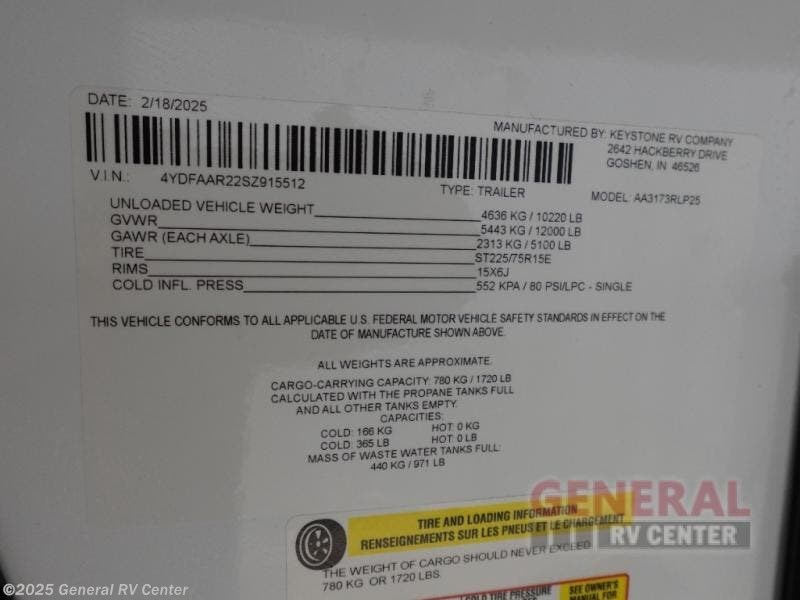 DATE: 2/18/2025
MANUFACTURED BY: KEYSTONE RV COMPANY
2642 HACKBERRY DRIVE
GOSHEN, IN 46526
V.I.N.: 4YDFAAR22SZ915512
TYPE: TRAILER
MODEL: AA3173RLP25
UNLOADED VEHICLE WEIGHT 4636 KG / 10220 LB
GVWR 5443 KG / 12000 LB
GAWR (EACH AXLE) 2313 KG / 5100 LB
TIRE ST225/75R15E
RIMS 15X6J
COLD INFL. PRESS 552 KPA / 80 PSI/LPC - SINGLE
THIS VEHICLE CONFORMS TO ALL APPLICABLE U.S. FEDERAL MOTOR VEHICLE SAFETY STANDARDS IN EFFECT ON THE
DATE OF MANUFACTURE SHOWN ABOVE.
ALL WEIGHTS ARE APPROXIMATE.
CARGO-CARRYING CAPACITY: 780 KG / 1720 LB
CALCULATED WITH THE PROPANE TANKS FULL
AND ALL OTHER TANKS EMPTY.
CAPACITIES:
COLD: 166 KG HOT: 0 KG
COLD: 365 LB HOT: 0 LB
MASS OF WASTE WATER TANKS FULL:
440 KG / 971 LB
GENERAL
RV CENTER
TIRE AND LOADING INFORMATION
RENSEIGNEMENTS SUR LES PNEUS ET LE CHARGEMENT
THE WEIGHT OF CARGO SHOULD NEVER EXCEED
780 KG OR 1720 LBS.
COLD TIRE PRESSURE
SEE OWNER'S
MANUAL FOR
©2025 General RV Center